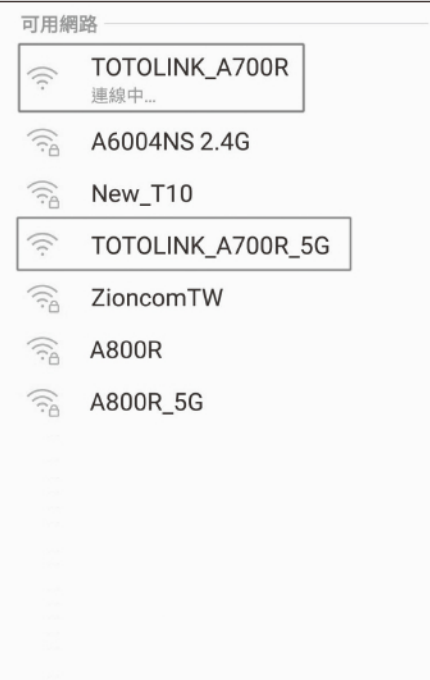 可用網路
TOTOLINK_A700R
連線中...
A6004NS 2.4G
New_T10
TOTOLINK_A700R_5G
ZioncomTW
A800R
A800R_5G